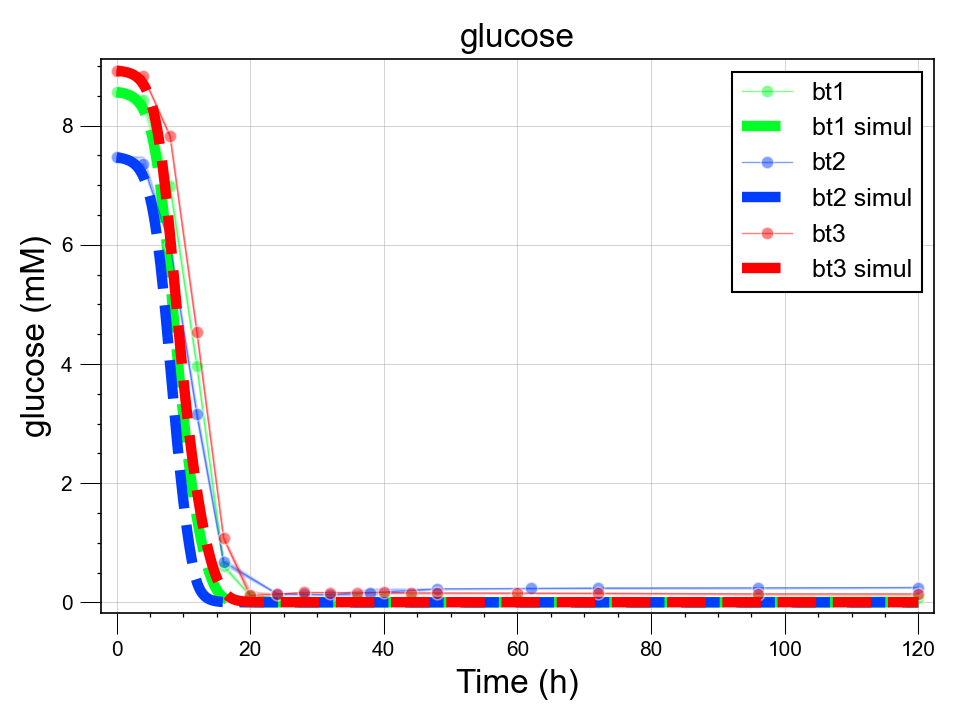 glucose
bt1
bt1 simul
bt2
bt2 simul
bt3
bt3 simul
glucose (mM)
8
6
4
2
0
0 20 40 60 80 100 120
Time (h)